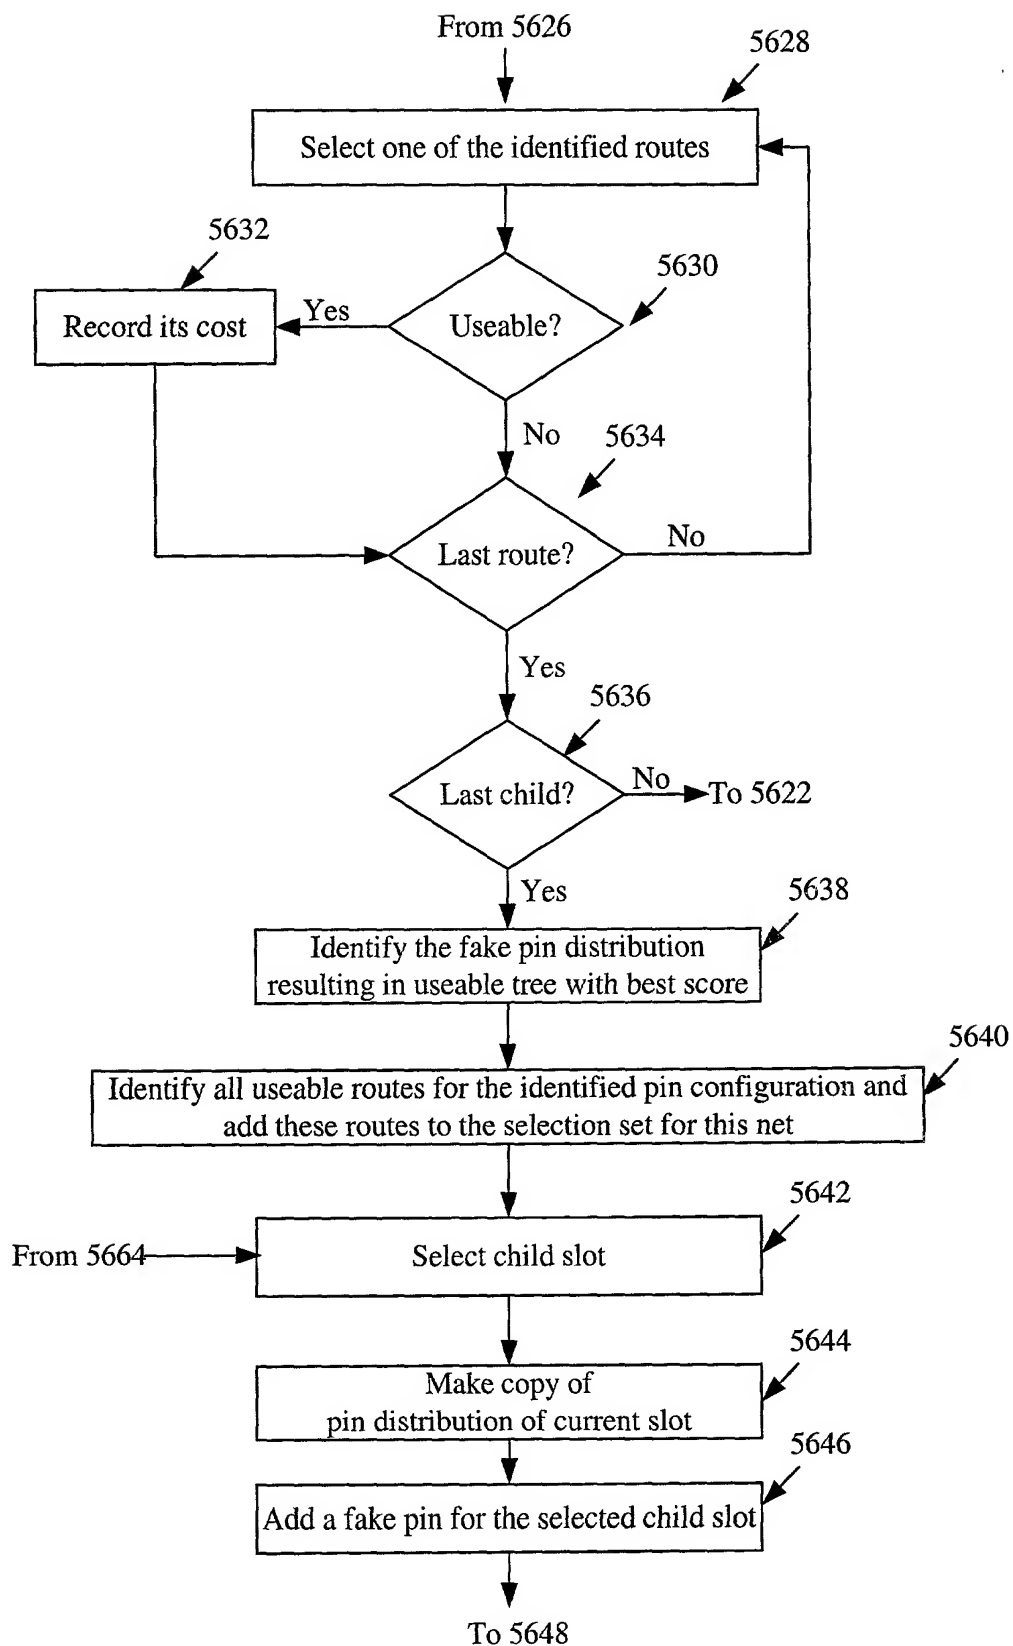 From 5626
5628
Select one of the identified routes
5632
5630
Record its cost
Yes
Useable?
No
5634
Last route?
No
Yes
5636
Last child?
No
To 5622
Yes
5638
Identify the fake pin distribution
resulting in useable tree with best score
5640
Identify all useable routes for the identified pin configuration and
add these routes to the selection set for this net
5642
From 5664
Select child slot
5644
Make copy of
pin distribution of current slot
5646
Add a fake pin for the selected child slot
To 5648